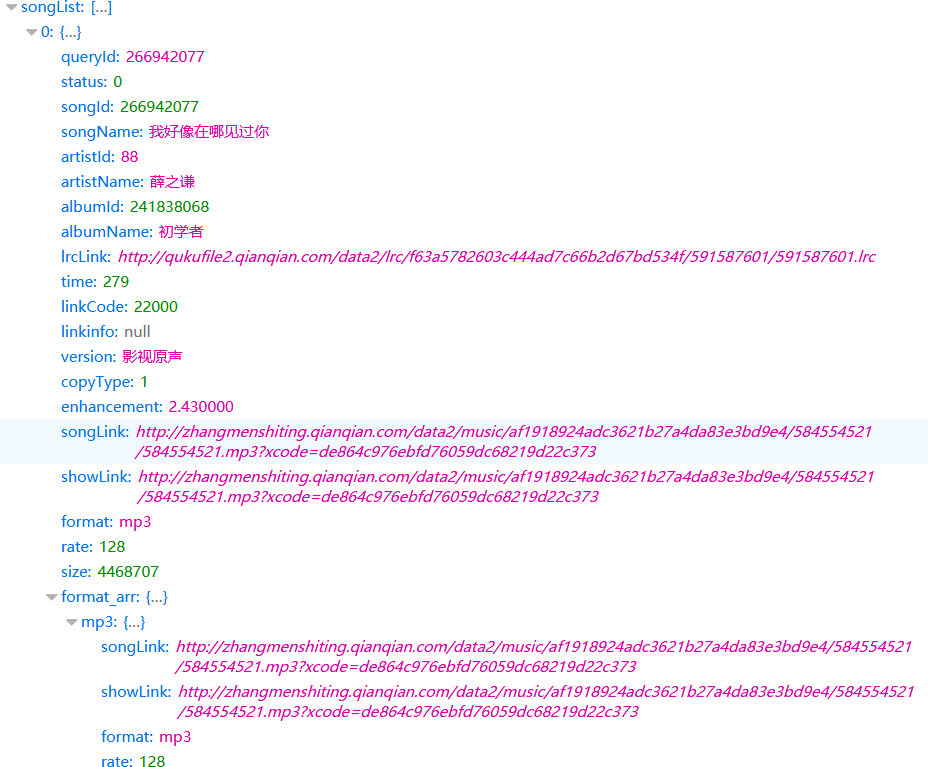 songList: [...]
0: {...}
queryId: 266942077
status: 0
songId: 266942077
songName: 我好像在哪见过你
artistId: 88
artistName: 薛之谦
albumId: 241838068
albumName: 初学者
lrcLink: http://qukufile2.qianqian.com/data2/lrc/f63a5782603c444ad7c66b2d67bd534f/591587601/591587601.lrc
time: 279
linkCode: 22000
linkinfo: null
version: 影视原声
copyType: 1
enhancement: 2.430000
songLink: http://zhangmenshiting.qianqian.com/data2/music/af1918924adc3621b27a4da83e3bd9e4/584554521
/584554521.mp3?xcode=de864c976ebfd76059dc68219d22c373
showLink: http://zhangmenshiting.qianqian.com/data2/music/af1918924adc3621b27a4da83e3bd9e4/584554521
/584554521.mp3?xcode=de864c976ebfd76059dc68219d22c373
format: mp3
rate: 128
size: 4468707
format_arr: {...}
mp3: {...}
songLink: http://zhangmenshiting.qianqian.com/data2/music/af1918924adc3621b27a4da83e3bd9e4/584554521
/584554521.mp3?xcode=de864c976ebfd76059dc68219d22c373
showLink: http://zhangmenshiting.qianqian.com/data2/music/af1918924adc3621b27a4da83e3bd9e4/584554521
/584554521.mp3?xcode=de864c976ebfd76059dc68219d22c373
format: mp3
rate: 128